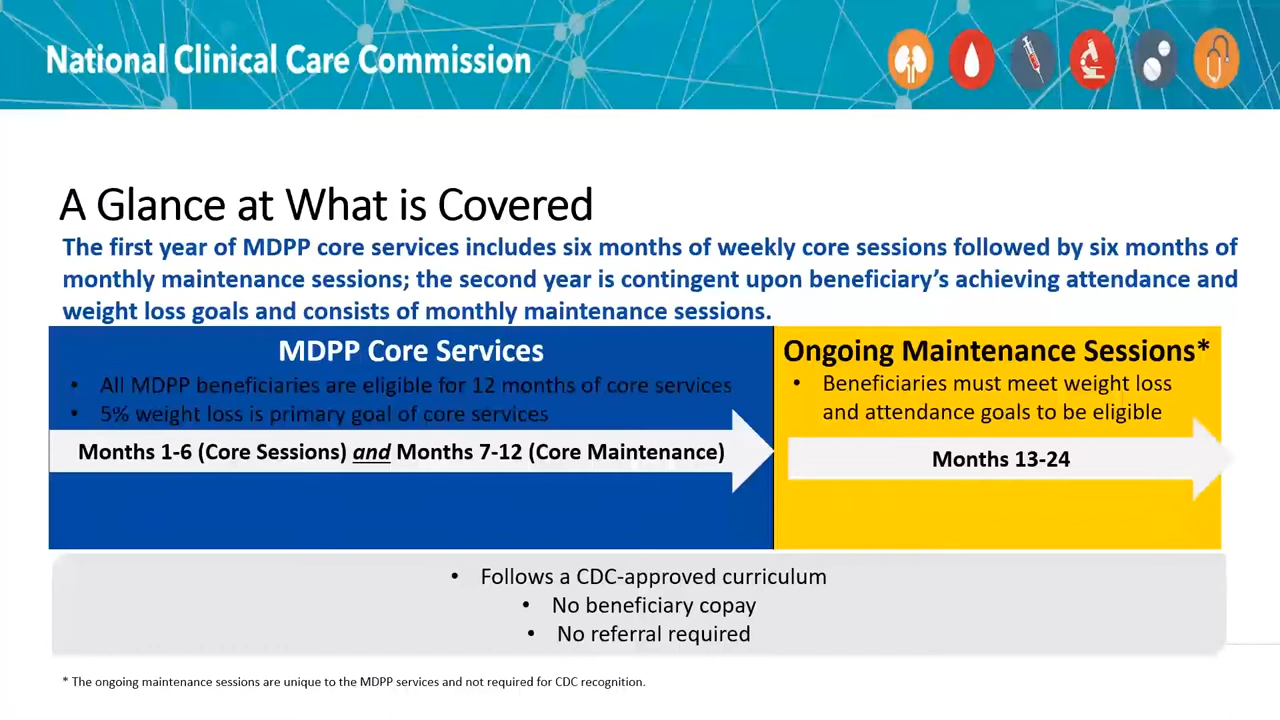 National Clinical Care Commission
A Glance at What is Covered
The first year of MDPP core services includes six months of weekly core sessions followed by six months of
monthly maintenance sessions; the second year is contingent upon beneficiary’s achieving attendance and
weight loss goals and consists of monthly maintenance sessions.
MDPP Core Services
• All MDPP beneficiaries are eligible for 12 months of core services
• 5% weight loss is primary goal of core services
Months 1-6 (Core Sessions) and Months 7-12 (Core Maintenance)
Ongoing Maintenance Sessions*
• Beneficiaries must meet weight loss
and attendance goals to be eligible
Months 13-24
• Follows a CDC-approved curriculum
• No beneficiary copay
• No referral required
* The ongoing maintenance sessions are unique to the MDPP services and not required for CDC recognition.